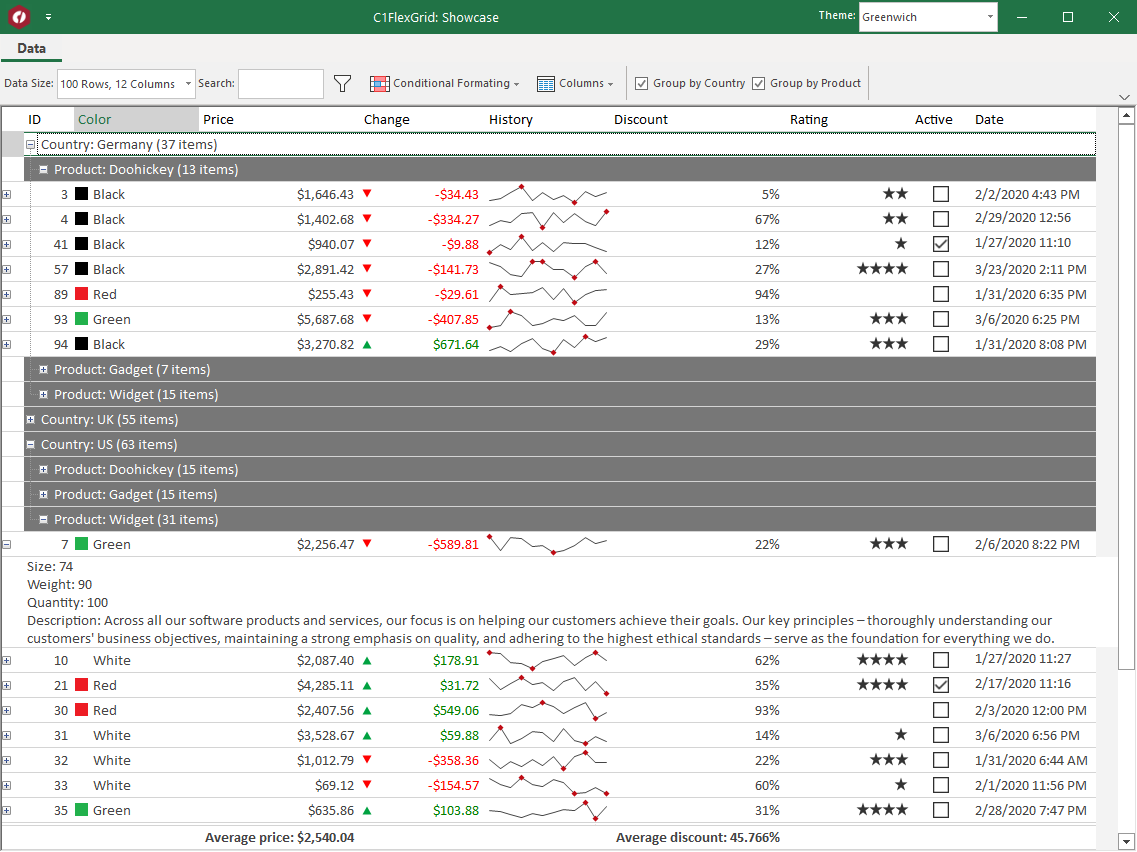 C1FlexGrid: Showcase
Theme: Greenwich
Data
Data Size: 100 Rows, 12 Columns Search: Conditional Formating Columns Group by Country Group by Product
ID Color Price Change History Discount Rating Active Date
Country: Germany (37 items)
Product: Doohickey (13 items)
3 Black $1,646.43 -$34.43 5% ★★ 2/2/2020 4:43 PM
4 Black $1,402.68 -$334.27 67% ★★ 2/29/2020 12:56
41 Black $940.07 -$9.88 12% ★ 1/27/2020 11:10
57 Black $2,891.42 -$141.73 27% ★★★★ 3/23/2020 2:11 PM
89 Red $255.43 -$29.61 94% 1/31/2020 6:35 PM
93 Green $5,687.68 -$407.85 13% ★★★ 3/6/2020 6:25 PM
94 Black $3,270.82 $671.64 29% ★★★ 1/31/2020 8:08 PM
Product: Gadget (7 items)
Product: Widget (15 items)
Country: UK (55 items)
Country: US (63 items)
Product: Doohickey (15 items)
Product: Gadget (15 items)
Product: Widget (31 items)
7 Green $2,256.47 -$589.81 22% ★★★ 2/6/2020 8:22 PM
Size: 74
Weight: 90
Quantity: 100
Description: Across all our software products and services, our focus is on helping our customers achieve their goals. Our key principles – thoroughly understanding our
customers' business objectives, maintaining a strong emphasis on quality, and adhering to the highest ethical standards – serve as the foundation for everything we do.
10 White $2,087.40 $178.91 62% ★★★★ 1/27/2020 11:27
21 Red $4,285.11 $31.72 35% ★★★★ 2/17/2020 11:16
30 Red $2,407.56 $549.06 93% 2/3/2020 12:00 PM
31 White $3,528.67 $59.88 14% ★ 3/6/2020 6:56 PM
32 White $1,012.79 -$358.36 22% ★★★ 1/31/2020 6:44 AM
33 White $69.12 -$154.57 60% ★ 2/1/2020 11:56 PM
35 Green $635.86 $103.88 31% ★★★★ 2/28/2020 7:47 PM
Average price: $2,540.04 Average discount: 45.766%